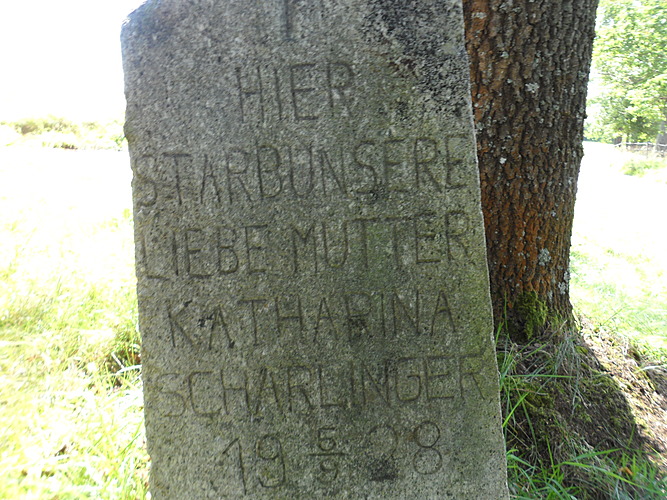 HIER
STARB UNSERE
LIEBE MUTTER
KATHARINA
SCHARLINGER
19 6/9 28